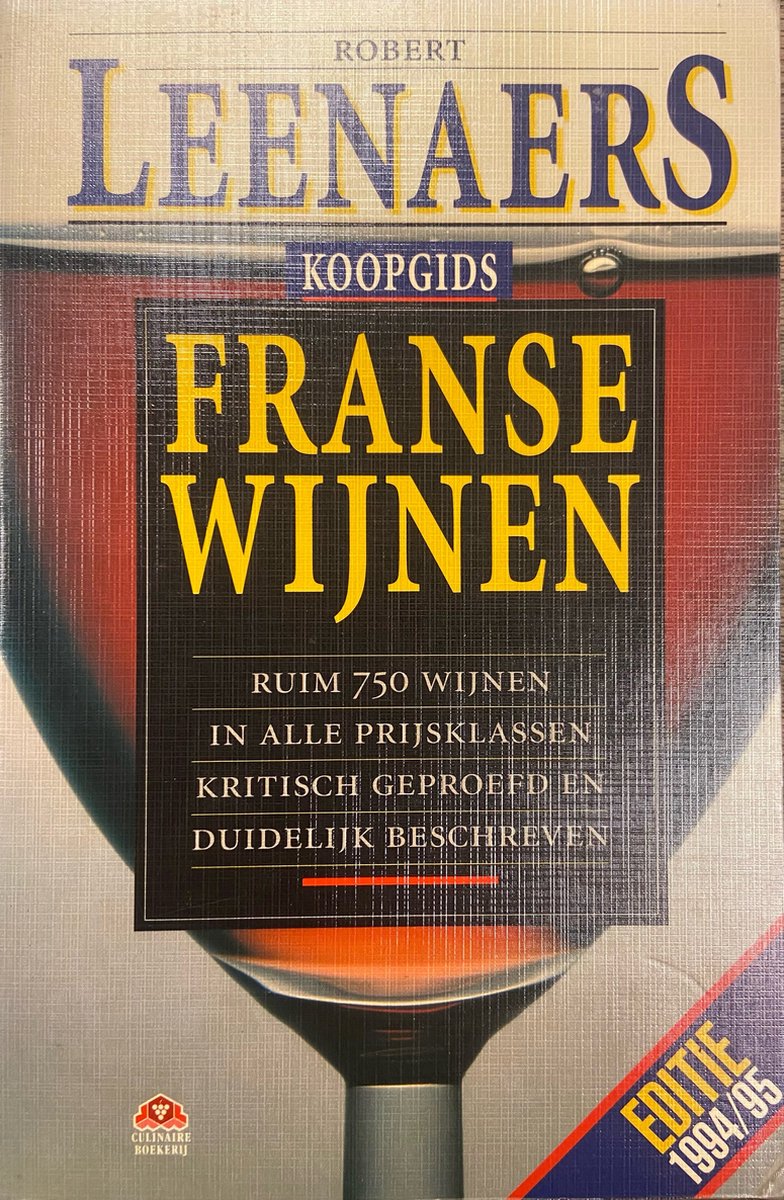 ROBERT
LEENAERS
KOOPGIDS
FRANSE
WIJNEN
RUIM 750 WIJNEN
IN ALLE PRIJSKLASSEN
KRITISCH GEPROEFD EN
DUIDELIJK BESCHREVEN
EDITIE
1994/95
CULINAIRE
BOEKERIJ